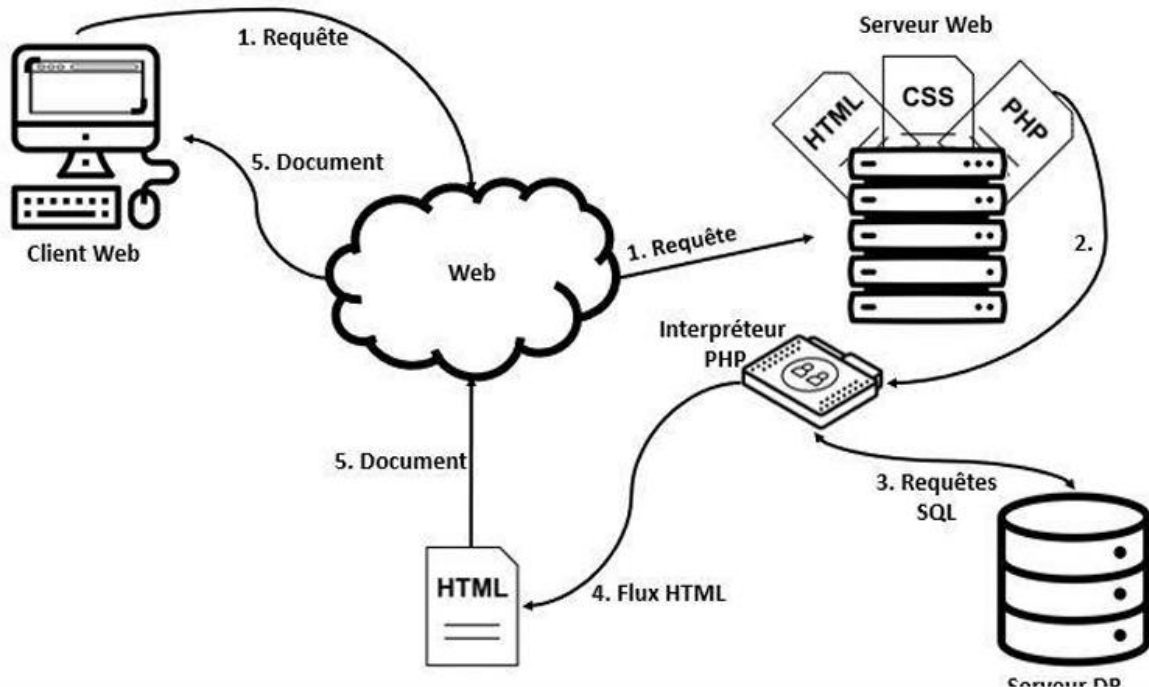 1. Requête
Serveur Web
HTML
CSS
PHP
5. Document
Client Web
Web
1. Requête
2.
Interpréteur
PHP
5. Document
3. Requêtes
SQL
HTML
4. Flux HTML
Serveur